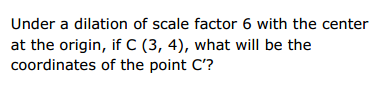 Under a dilation of scale factor 6 with the center
at the origin, if C (3, 4), what will be the
coordinates of the point C’?